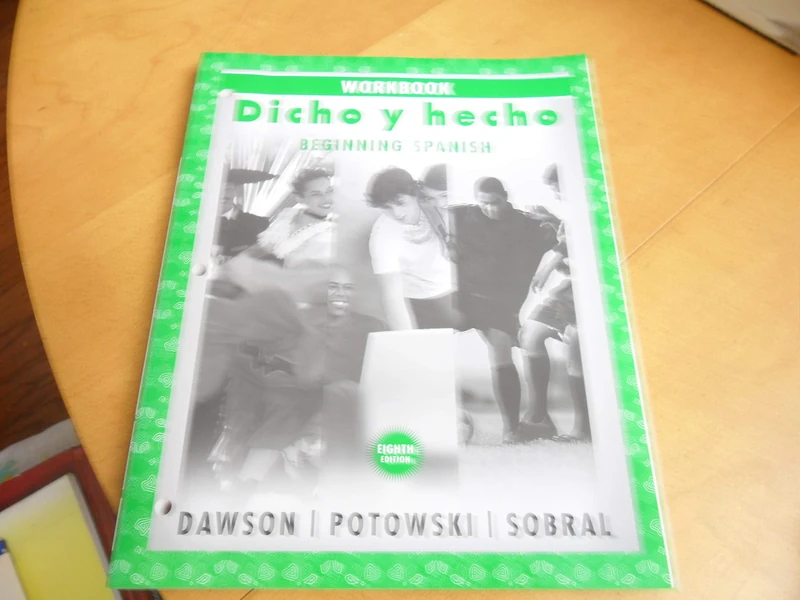 WORKBOOK
Dicho y hecho
BEGINNING SPANISH
EIGHTH
EDITION
DAWSON | POTOWSKI | SOBRAL